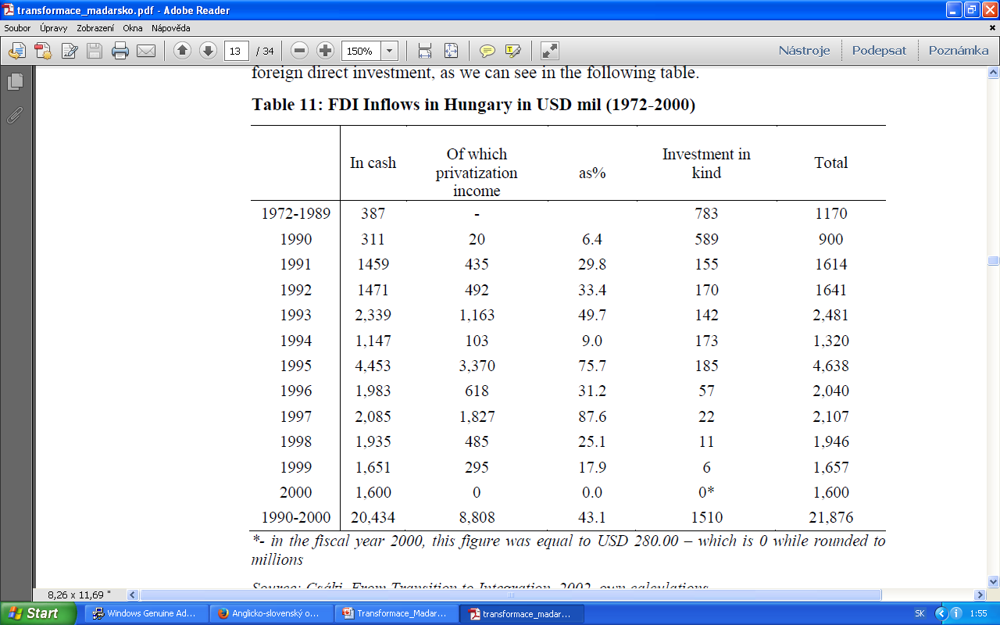 transformace_madarsko.pdf - Adobe Reader
Soubor Úpravy Zobrazení Okna Nápověda
13 / 34 150% Nástroje Podepsat Poznámka
foreign direct investment, as we can see in the following table.
Table 11: FDI Inflows in Hungary in USD mil (1972-2000)
In cash Of which privatization income as% Investment in kind Total
1972-1989 387 - 783 1170
1990 311 20 6.4 589 900
1991 1459 435 29.8 155 1614
1992 1471 492 33.4 170 1641
1993 2,339 1,163 49.7 142 2,481
1994 1,147 103 9.0 173 1,320
1995 4,453 3,370 75.7 185 4,638
1996 1,983 618 31.2 57 2,040
1997 2,085 1,827 87.6 22 2,107
1998 1,935 485 25.1 11 1,946
1999 1,651 295 17.9 6 1,657
2000 1,600 0 0.0 0* 1,600
1990-2000 20,434 8,808 43.1 1510 21,876
*- in the fiscal year 2000, this figure was equal to USD 280.00 – which is 0 while rounded to
millions
Source: Csáki, From Transition to Integration, 2002, own calculations
8,26 x 11,69 "
Start Windows Genuine Ad... Anglicko-slovenský o... Transformace_Madar... transformace_madar... SK 1:55